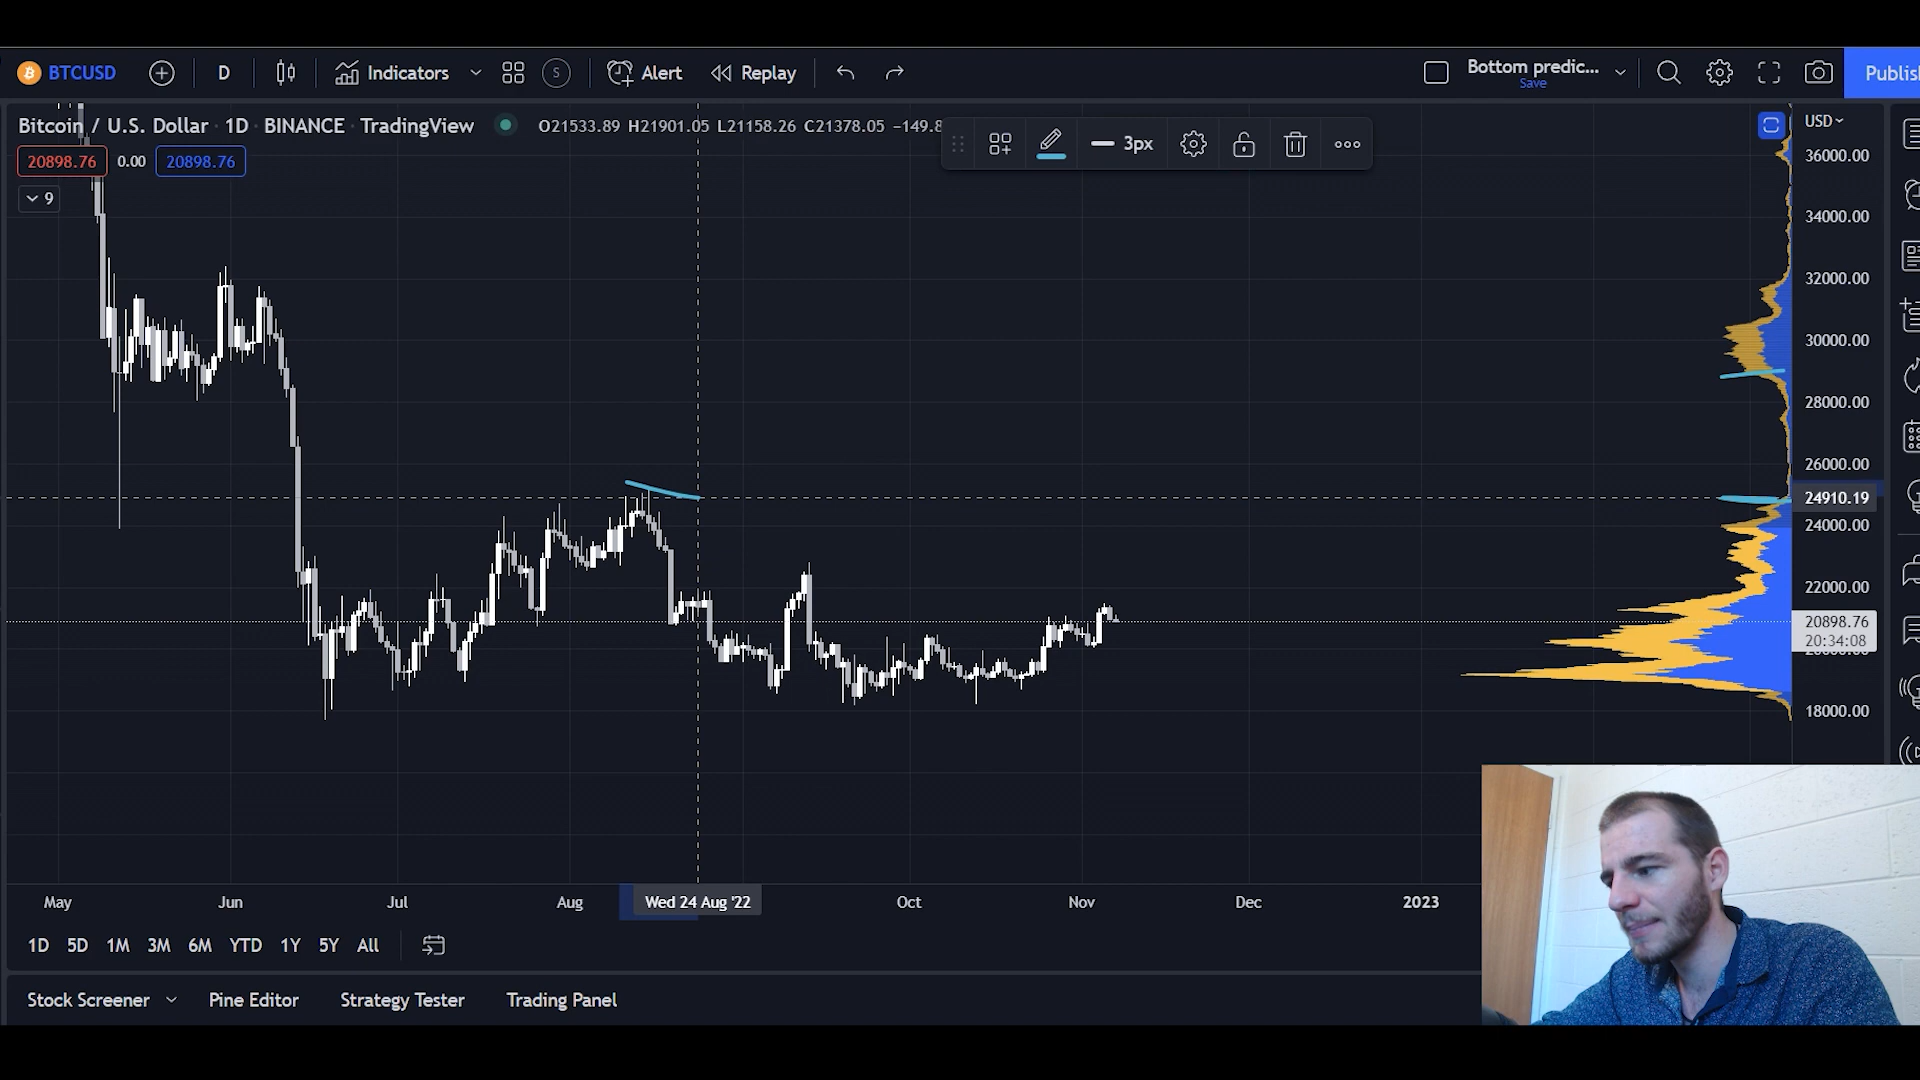 BTCUSD D Indicators S Alert Replay Bottom predic... Save Publis
Bitcoin / U.S. Dollar · 1D · BINANCE · TradingView O21533.89 H21901.05 L21158.26 C21378.05 −149.8 USD
20898.76 0.00 20898.76
9
3px
36000.00
34000.00
32000.00
30000.00
28000.00
26000.00
24910.19
24000.00
22000.00
20898.76
20:34:08
18000.00
May Jun Jul Aug Wed 24 Aug '22 Oct Nov Dec 2023
1D 5D 1M 3M 6M YTD 1Y 5Y All
Stock Screener Pine Editor Strategy Tester Trading Panel